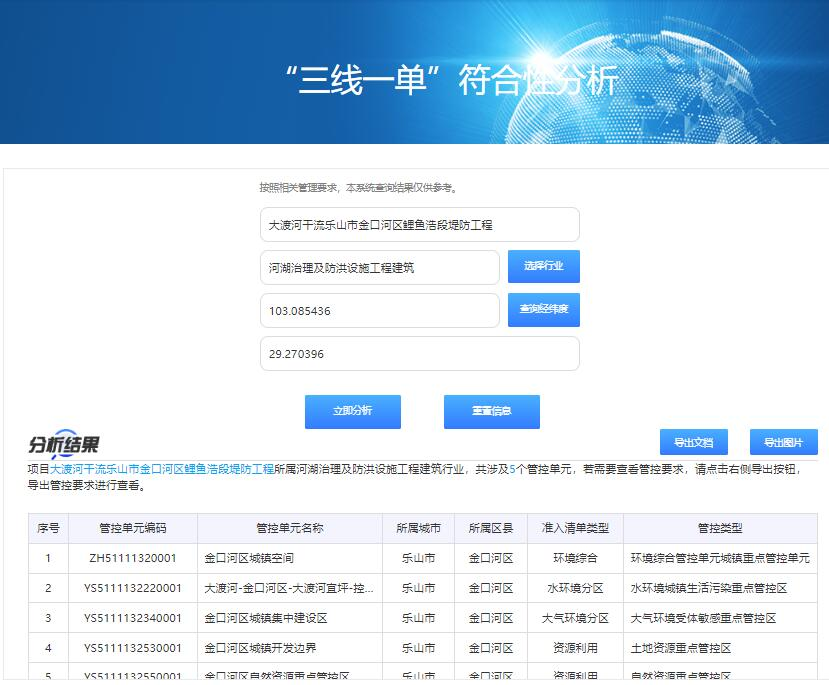 “三线一单”符合性分析
按照相关管理要求，本系统查询结果仅供参考。
大渡河干流乐山市金口河区鲤鱼浩段堤防工程
河湖治理及防洪设施工程建筑 选择行业
103.085436 查询经纬度
29.270396
立即分析 重置信息
分析结果 导出文档 导出图片
项目大渡河干流乐山市金口河区鲤鱼浩段堤防工程所属河湖治理及防洪设施工程建筑行业，共涉及5个管控单元，若需要查看管控要求，请点击右侧导出按钮，
导出管控要求进行查看。
序号 管控单元编码 管控单元名称 所属城市 所属区县 准入清单类型 管控类型
1 ZH51111320001 金口河区城镇空间 乐山市 金口河区 环境综合 环境综合管控单元城镇重点管控单元
2 YS5111132220001 大渡河-金口河区-大渡河宜坪-控... 乐山市 金口河区 水环境分区 水环境城镇生活污染重点管控区
3 YS5111132340001 金口河区城镇集中建设区 乐山市 金口河区 大气环境分区 大气环境受体敏感重点管控区
4 YS5111132530001 金口河区城镇开发边界 乐山市 金口河区 资源利用 土地资源重点管控区
5 YS5111132550001 金口河区自然资源重点管控区 乐山市 金口河区 资源利用 自然资源重点管控区